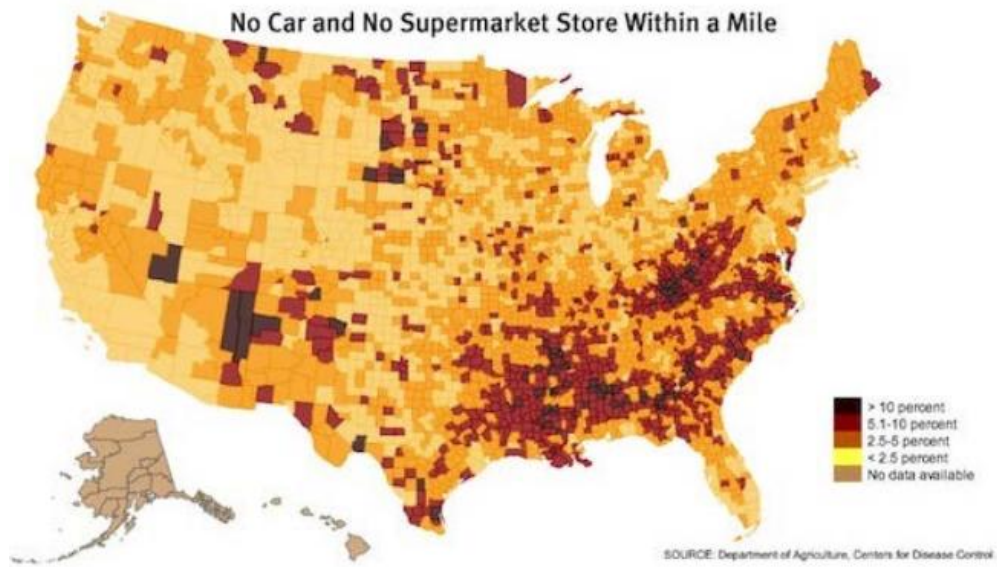 No Car and No Supermarket Store Within a Mile
> 10 percent
5.1-10 percent
2.5-5 percent
< 2.5 percent
No data available
SOURCE: Department of Agriculture, Centers for Disease Control